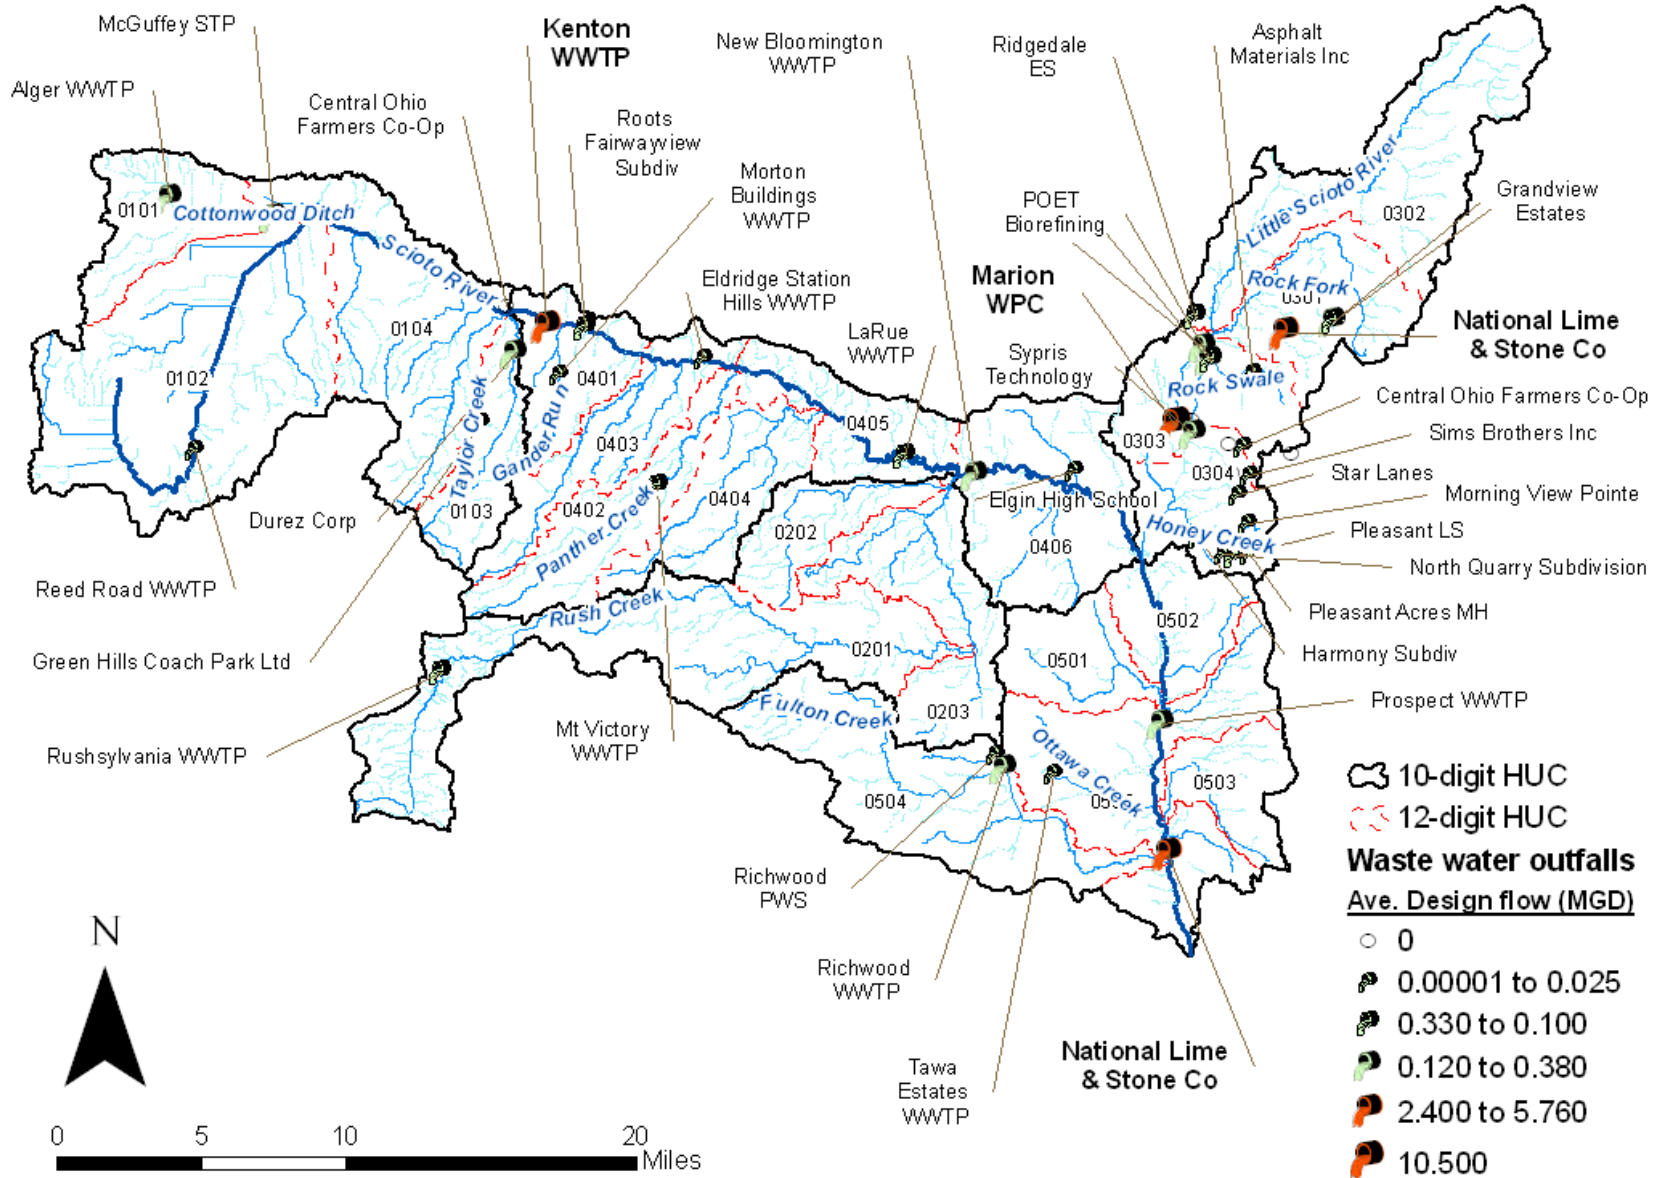 McGuffey STP
Kenton
WWTP
New Bloomington
WWTP
Ridgedale
ES
Asphalt
Materials Inc
Alger WWTP
Central Ohio
Farmers Co-Op
Roots
Fairwayview
Subdiv
Morton
Buildings
WWTP
POET
Biorefining
Grandview
Estates
Little Scioto River
0302
0101
Cottonwood Ditch
Scioto River
Eldridge Station
Hills WWTP
Marion
WPC
Rock Fork
0301
National Lime
& Stone Co
0104
LaRue
WWTP
Sypris
Technology
0102
0401
Rock Swale
Central Ohio Farmers Co-Op
Taylor Creek
Gander Run
0403
0405
0303
0304
Sims Brothers Inc
Star Lanes
Morning View Pointe
Durez Corp
0103
0402
Panther Creek
0404
Elgin High School
0202
0406
Honey Creek
Pleasant LS
North Quarry Subdivision
Reed Road WWTP
Rush Creek
Pleasant Acres MH
0502
Green Hills Coach Park Ltd
0201
0501
Harmony Subdiv
Rushsylvania WWTP
Mt Victory
WWTP
Fulton Creek
0203
Ottawa Creek
Prospect WWTP
0504
0503
Richwood
PWS
Richwood
WWTP
Tawa
Estates
WWTP
National Lime
& Stone Co
10-digit HUC
12-digit HUC
Waste water outfalls
Ave. Design flow (MGD)
0
0.00001 to 0.025
0.330 to 0.100
0.120 to 0.380
2.400 to 5.760
10.500
N
0 5 10 20
Miles